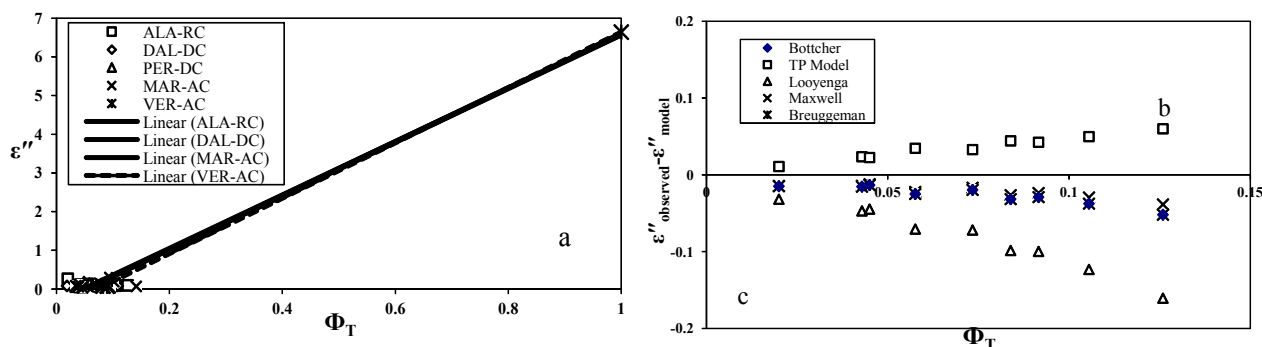 7
6
5
4
3
2
1
0
ε″
ALA-RC
DAL-DC
PER-DC
MAR-AC
VER-AC
Linear (ALA-RC)
Linear (DAL-DC)
Linear (MAR-AC)
Linear (VER-AC)
a
0 0.2 0.4 0.6 0.8 1
ΦT
0.2
0.1
0
-0.1
-0.2
ε″observed-ε″model
Bottcher
TP Model
Looyenga
Maxwell
Breuggeman
b
0 0.05 0.1 0.15
c
ΦT